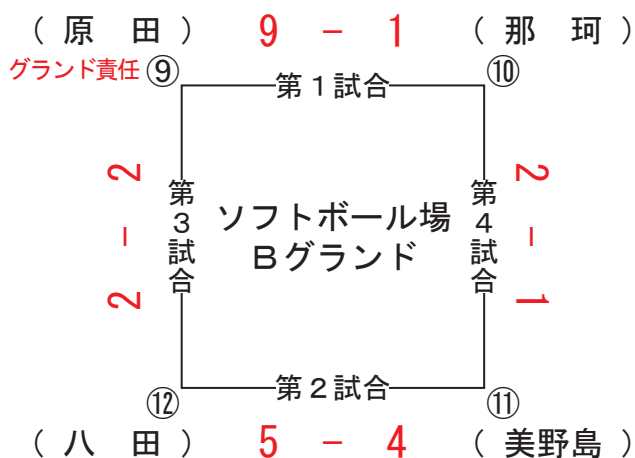 （原　田） 9 － 1 （那　珂）
グランド責任 ⑨ ⑩
第１試合
2 － 2
第３試合
ソフトボール場
Ｂグランド
第４試合
2 － 1
第２試合
⑫ ⑪
（八　田） 5 － 4 （美野島）